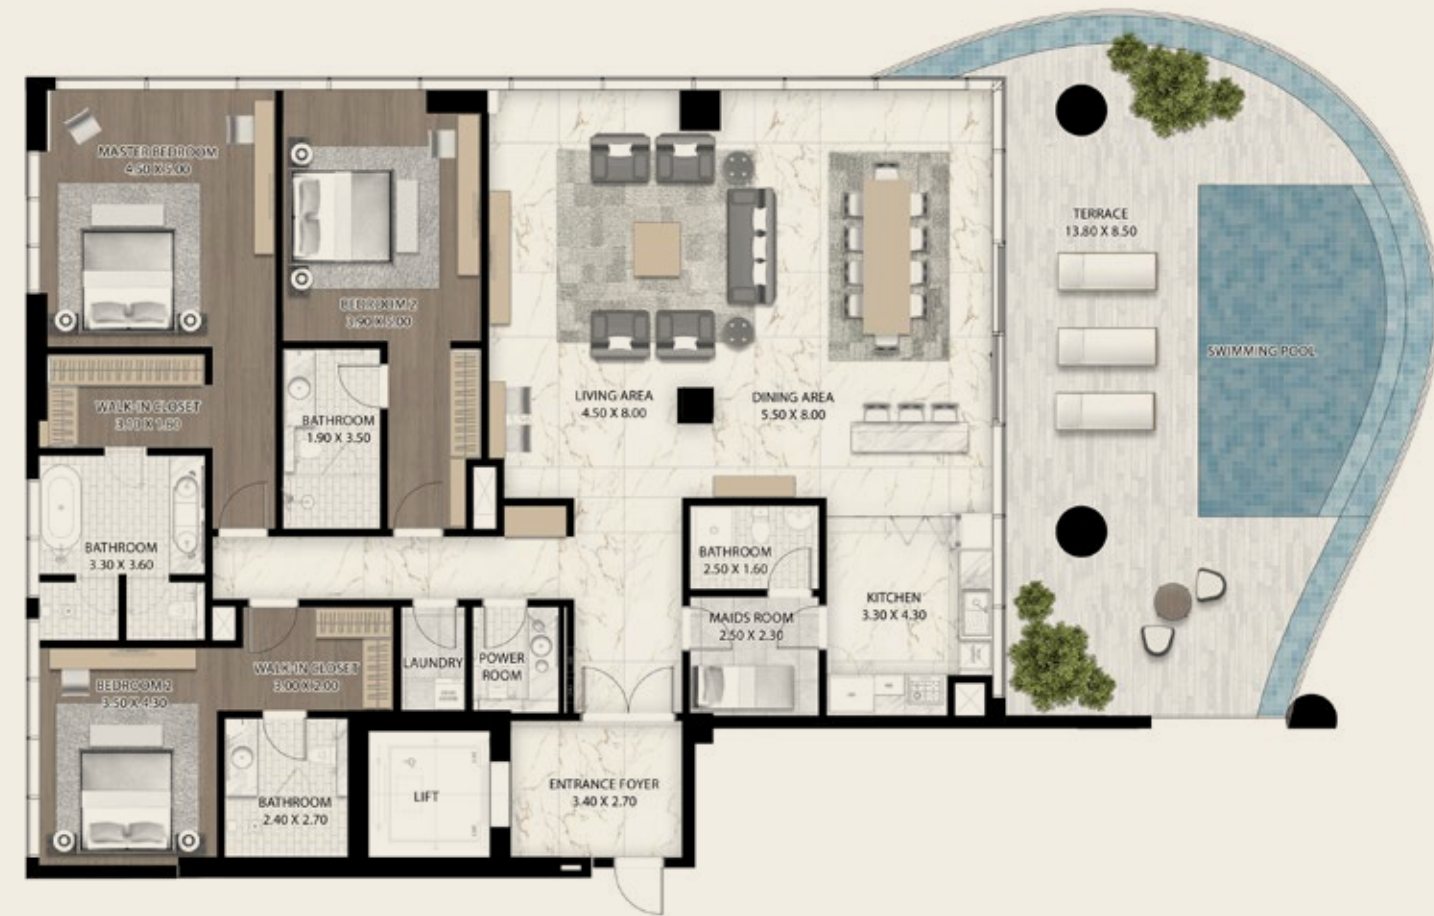 MASTER BEDROOM
4.50 X 5.00
BEDROOM 2
3.90 X 5.00
WALK-IN CLOSET
3.10 X 1.80
BATHROOM
1.90 X 3.50
BATHROOM
3.30 X 3.60
LIVING AREA
4.50 X 8.00
DINING AREA
5.50 X 8.00
TERRACE
13.80 X 8.50
SWIMMING POOL
BATHROOM
2.50 X 1.60
MAIDS ROOM
2.50 X 2.30
KITCHEN
3.30 X 4.30
BEDROOM 2
3.50 X 4.30
WALK-IN CLOSET
3.00 X 2.00
LAUNDRY
POWER
ROOM
BATHROOM
2.40 X 2.70
LIFT
ENTRANCE FOYER
3.40 X 2.70